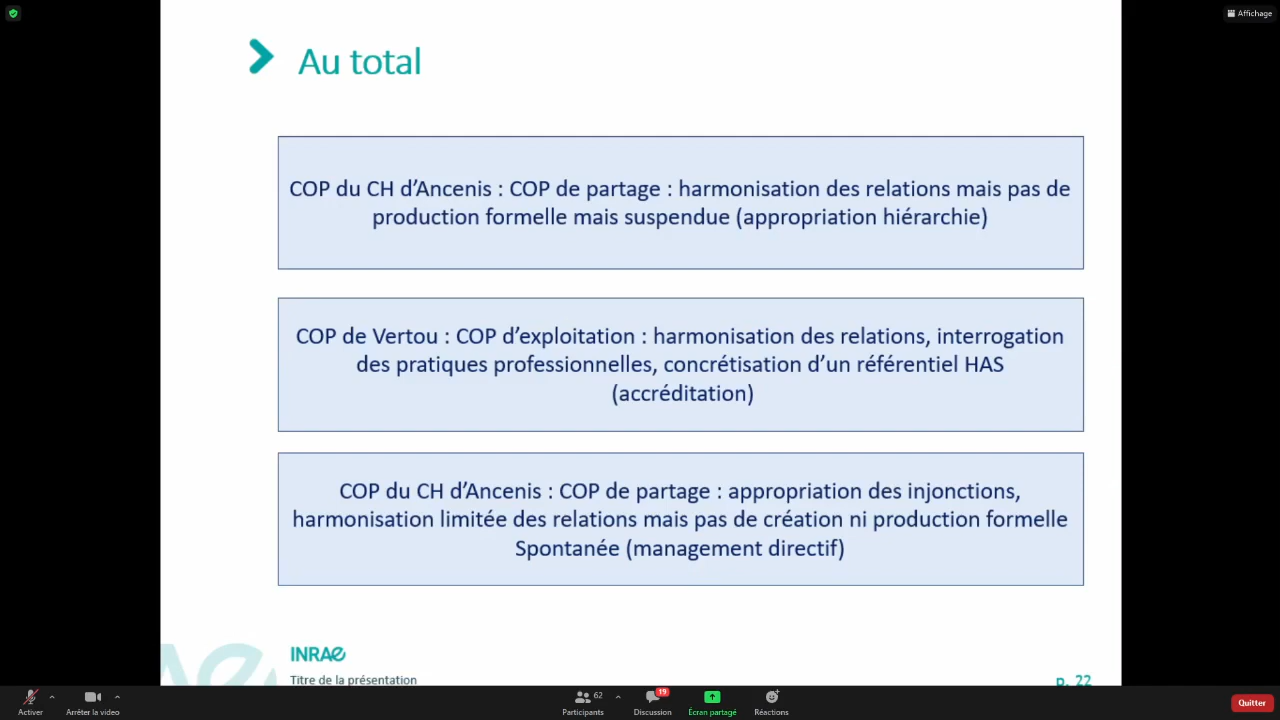 Affichage
Au total
COP du CH d’Ancenis : COP de partage : harmonisation des relations mais pas de
production formelle mais suspendue (appropriation hiérarchie)
COP de Vertou : COP d’exploitation : harmonisation des relations, interrogation
des pratiques professionnelles, concrétisation d’un référentiel HAS
(accréditation)
COP du CH d’Ancenis : COP de partage : appropriation des injonctions,
harmonisation limitée des relations mais pas de création ni production formelle
Spontanée (management directif)
INRAE
Titre de la présentation
p. 22
62
19
Activer
Arrêter la video
Participants
Discussion
Écran partagé
Réactions
Quitter